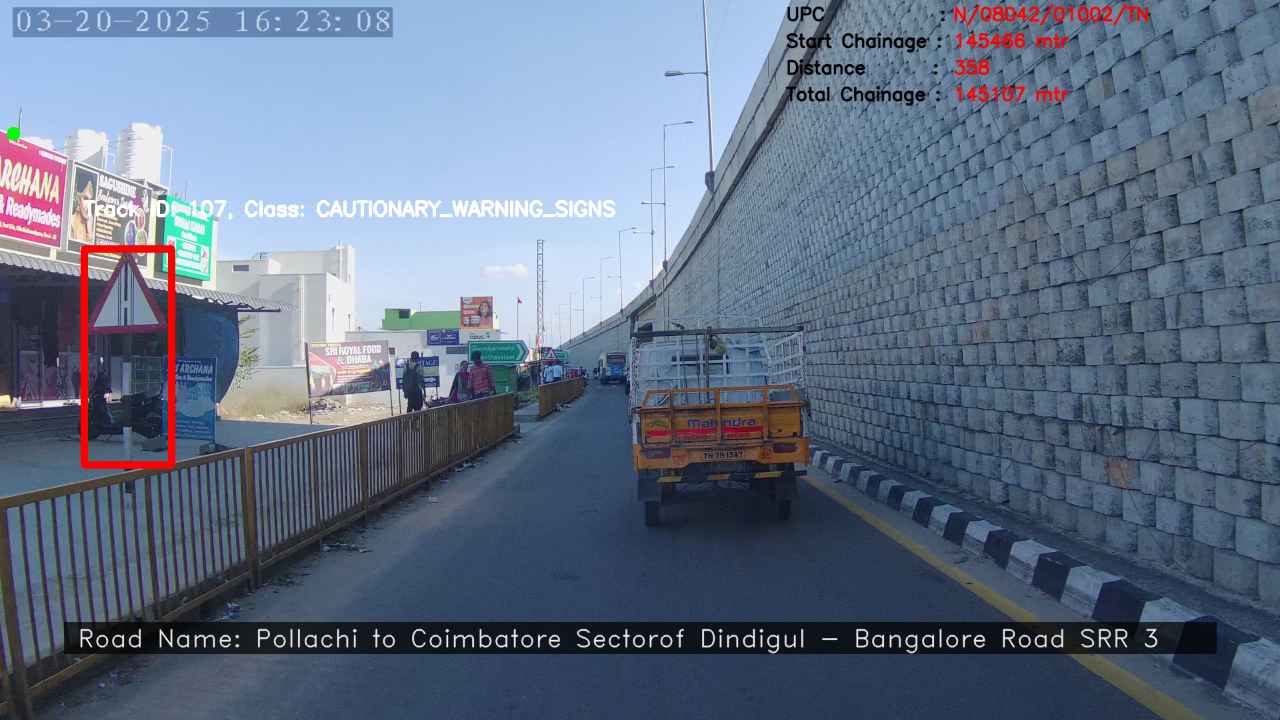 03-20-2025 16:23:08
UPC : N/08042/01002/TN
Start Chainage : 145466 mtr
Distance : 358
Total Chainage : 145107 mtr
ARCHANA
& Readymades
Track ID: 107, Class: CAUTIONARY_WARNING_SIGNS
SRI ROYAL FOOD
& DHABA
ARCHANA
Mahindra
Road Name: Pollachi to Coimbatore Sectorof Dindigul - Bangalore Road SRR 3